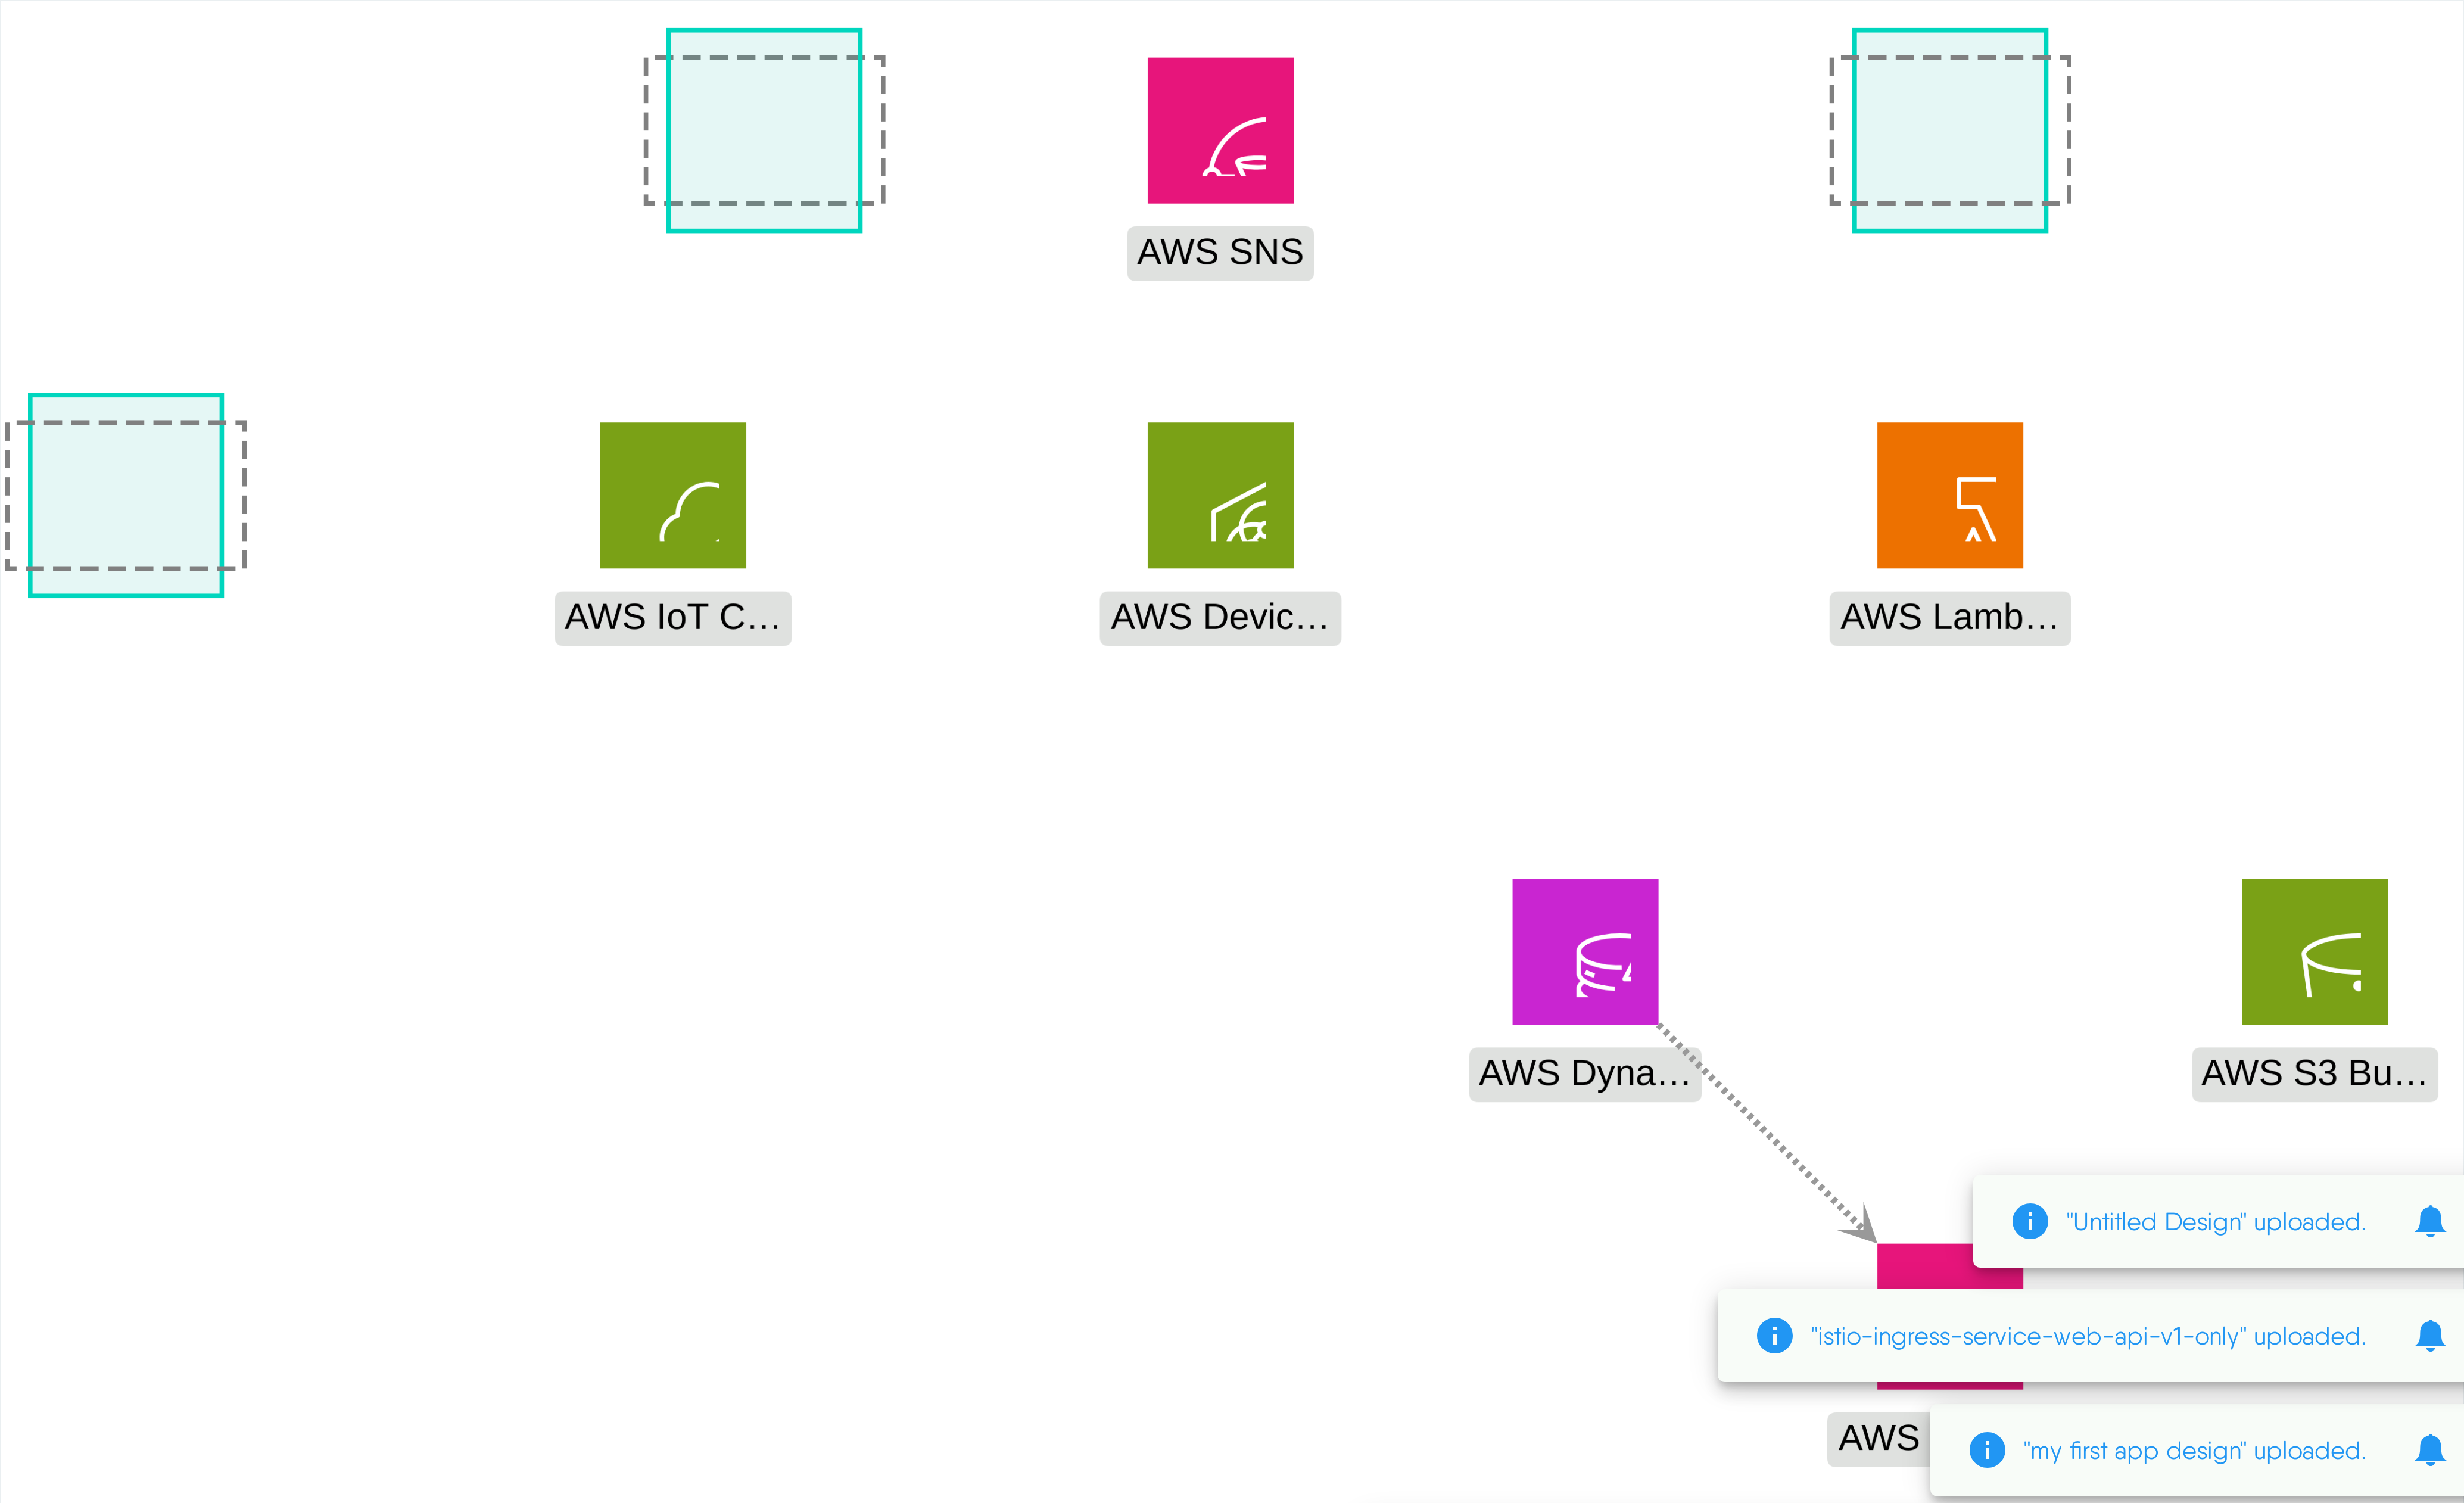 AWS SNS
AWS IoT C...
AWS Devic...
AWS Lamb...
AWS Dyna...
AWS S3 Bu...
"Untitled Design" uploaded.
"istio-ingress-service-web-api-v1-only" uploaded.
AWS
"my first app design" uploaded.